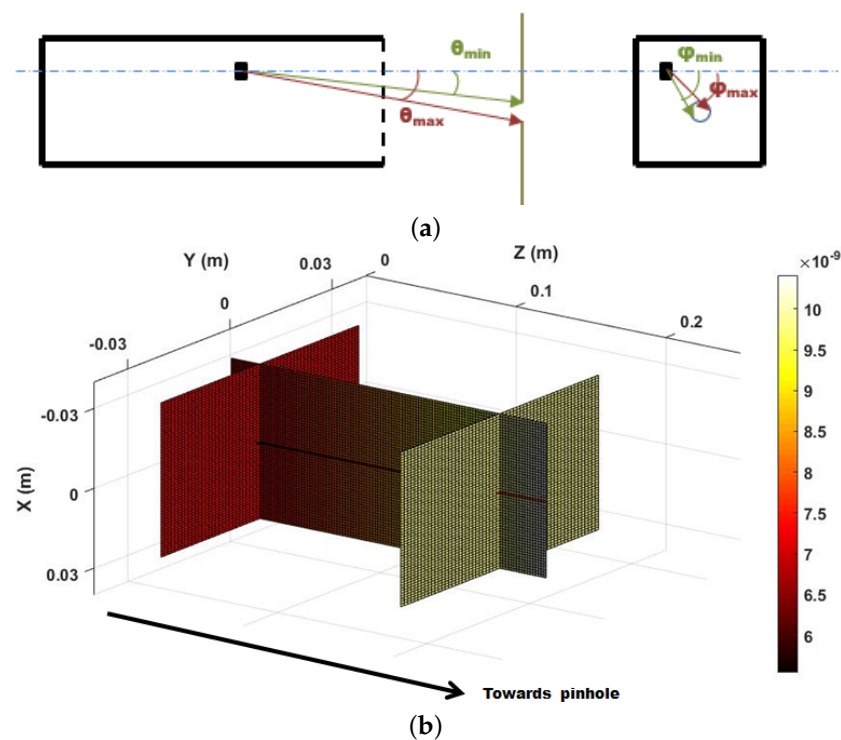 θmin
θmax
φmin
φmax
(a)
Y (m)
Z (m)
×10-9
0.03
0
0.1
0.2
0
-0.03
-0.03
0
0.03
X (m)
10
9.5
9
8.5
8
7.5
7
6.5
6
Towards pinhole
(b)